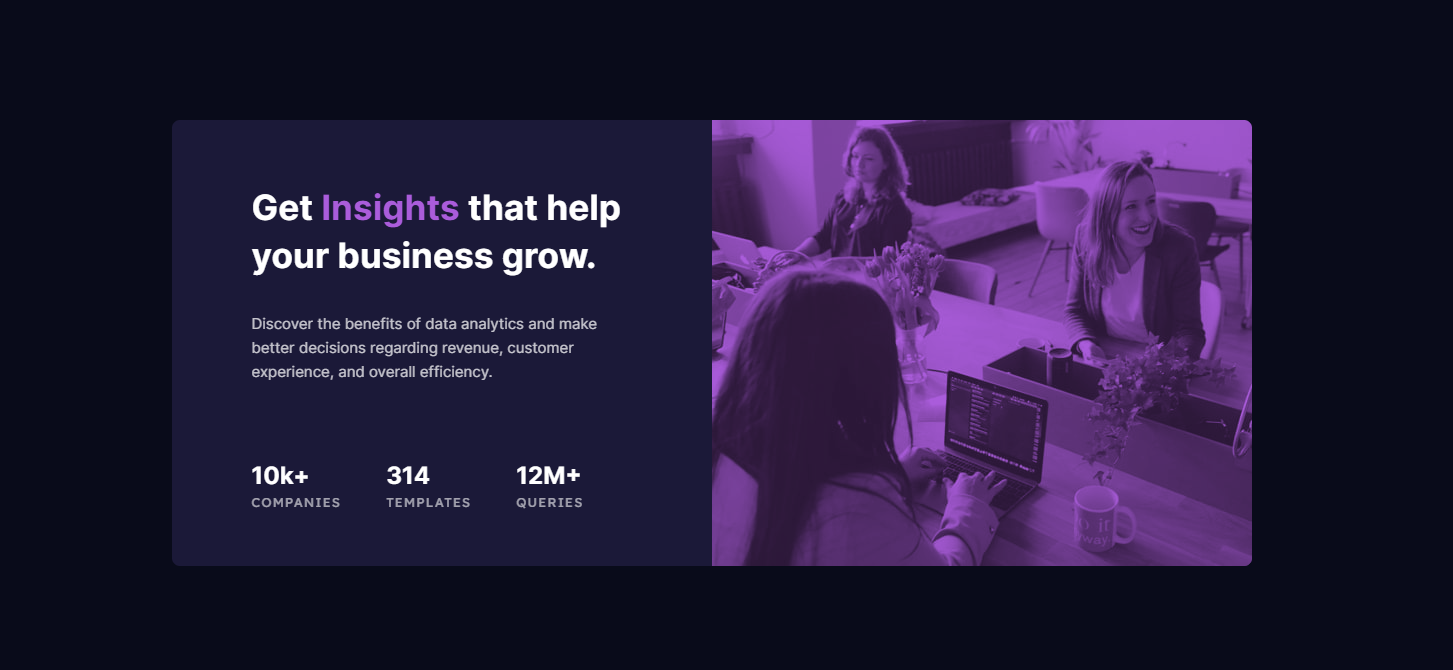 Get Insights that help
your business grow.
Discover the benefits of data analytics and make
better decisions regarding revenue, customer
experience, and overall efficiency.
10k+ 314 12M+
COMPANIES TEMPLATES QUERIES